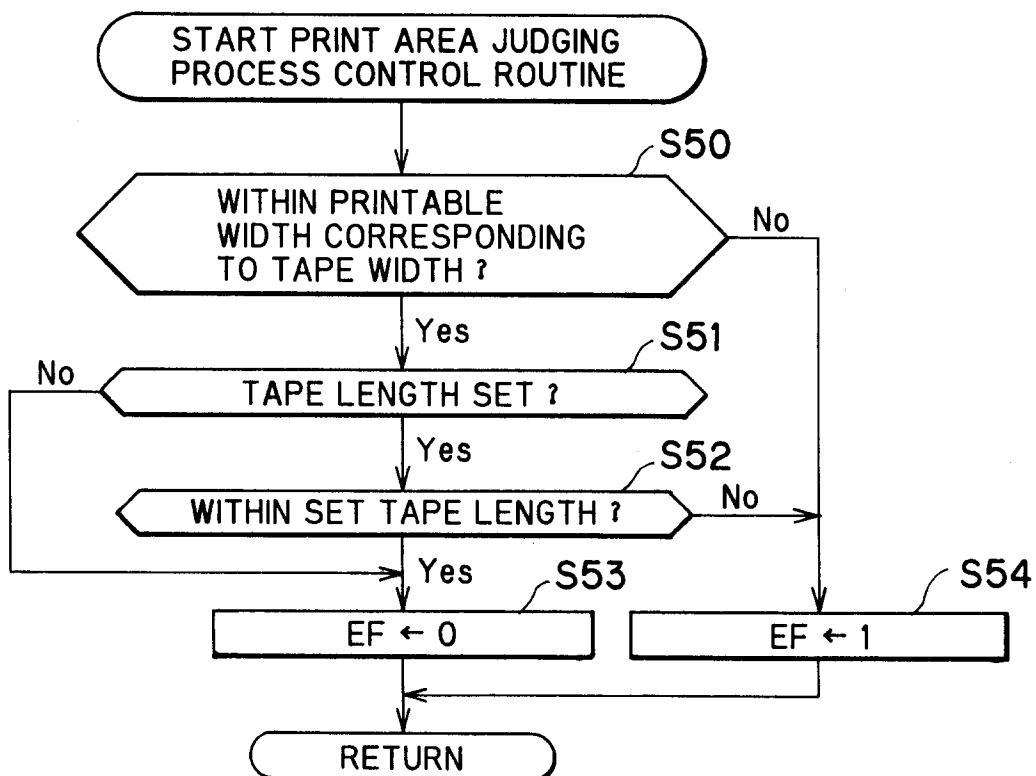 START PRINT AREA JUDGING
PROCESS CONTROL ROUTINE
S50
WITHIN PRINTABLE
WIDTH CORRESPONDING
TO TAPE WIDTH ?
No
Yes
S51
No
TAPE LENGTH SET ?
Yes
S52
WITHIN SET TAPE LENGTH ?
No
Yes
S53
S54
EF ← 0
EF ← 1
RETURN